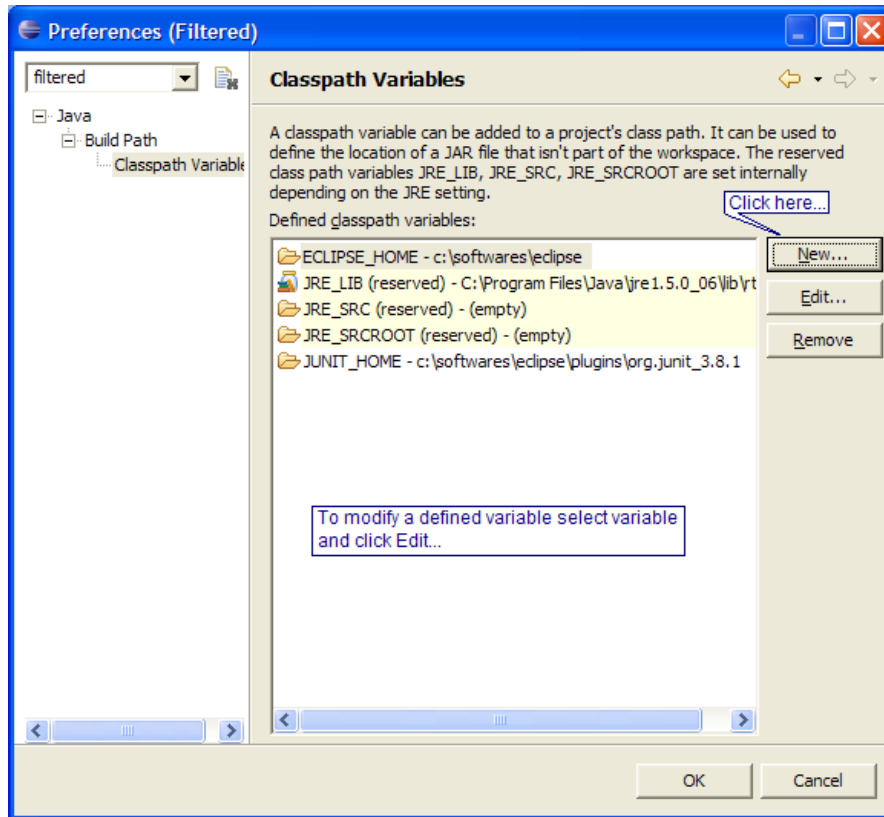 Preferences (Filtered)
filtered
Classpath Variables
Java
Build Path
Classpath Variable
A classpath variable can be added to a project's class path. It can be used to
define the location of a JAR file that isn't part of the workspace. The reserved
class path variables JRE_LIB, JRE_SRC, JRE_SRCROOT are set internally
depending on the JRE setting.
Click here...
Defined classpath variables:
ECLIPSE_HOME - c:\softwares\eclipse
JRE_LIB (reserved) - C:\Program Files\Java\jre1.5.0_06\lib\rt
JRE_SRC (reserved) - (empty)
JRE_SRCROOT (reserved) - (empty)
JUNIT_HOME - c:\softwares\eclipse\plugins\org.junit_3.8.1
New...
Edit...
Remove
To modify a defined variable select variable
and click Edit...
OK
Cancel